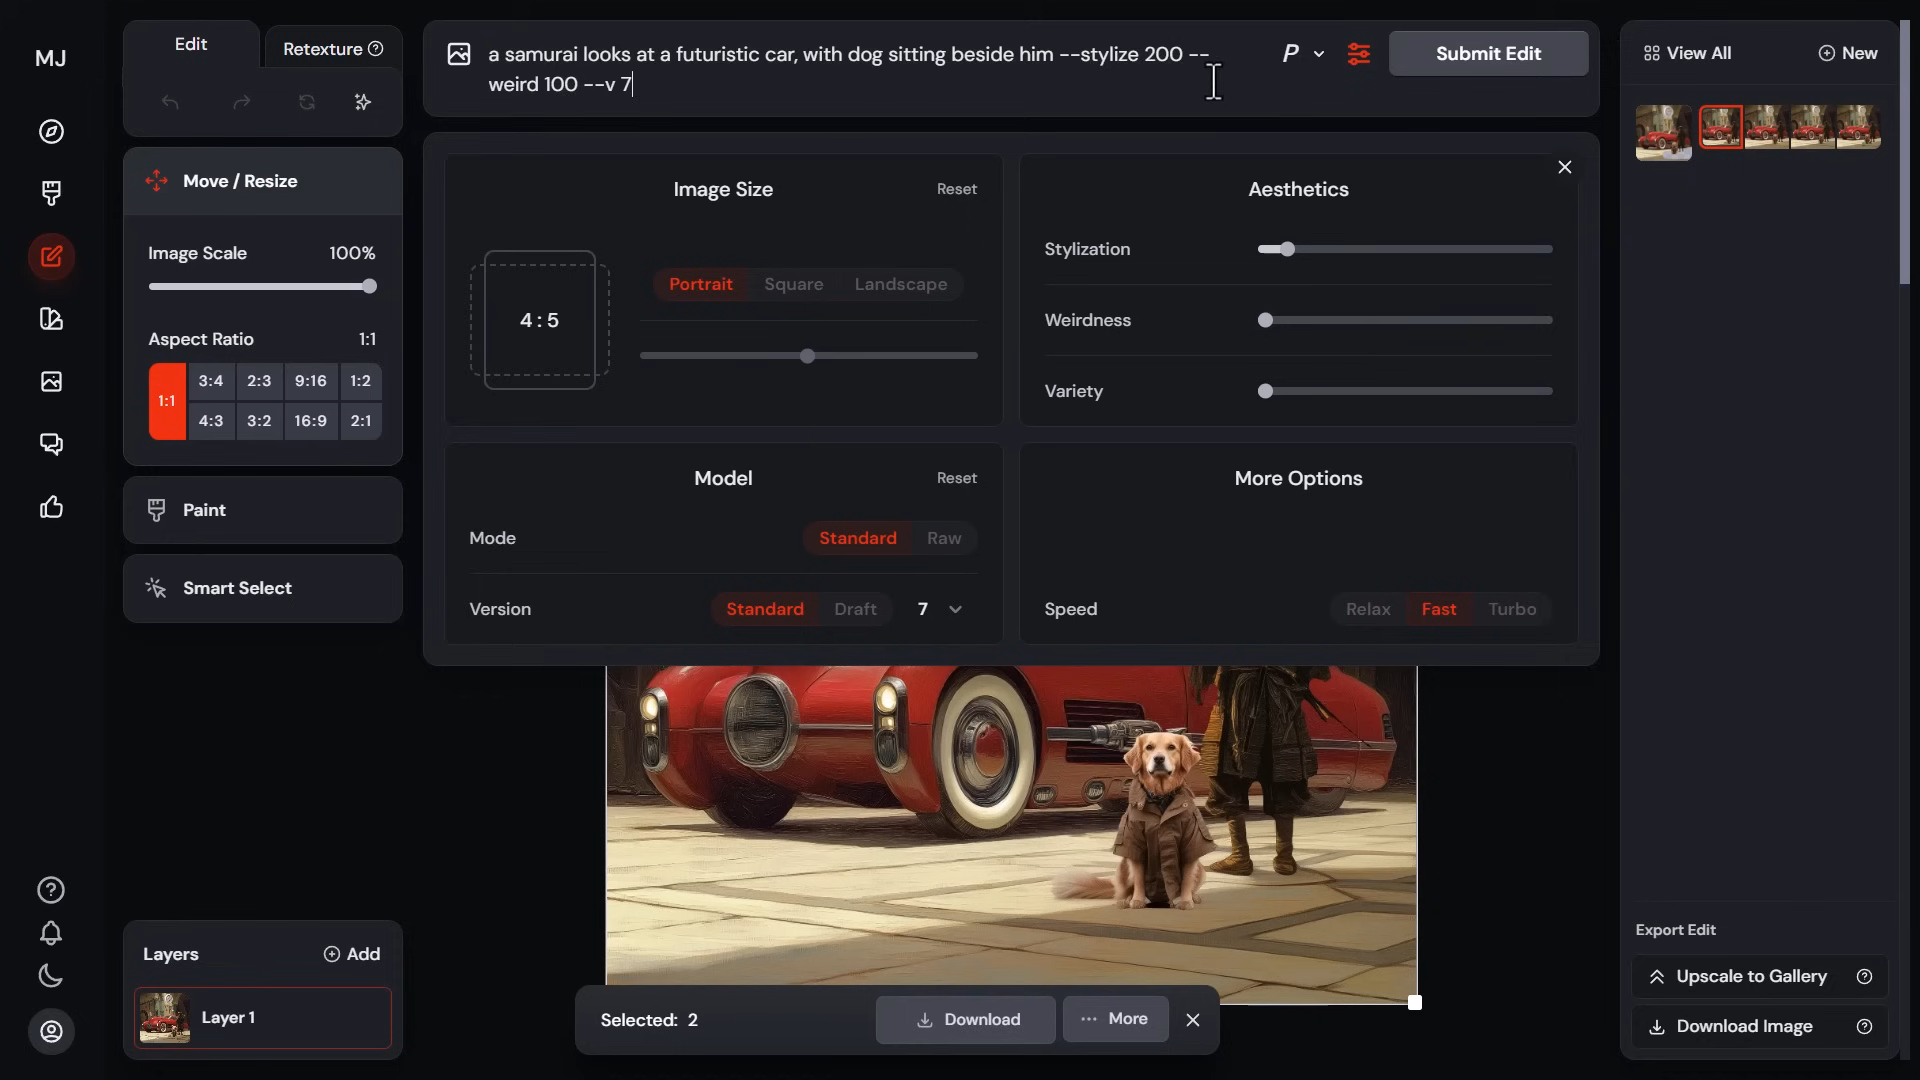 MJ
Edit
Retexture
a samurai looks at a futuristic car, with dog sitting beside him --stylize 200 --
weird 100 --v 7
P
Submit Edit
View All
New
Move / Resize
Image Scale 100%
Aspect Ratio 1:1
1:1
3:4 2:3 9:16 1:2
4:3 3:2 16:9 2:1
Paint
Smart Select
Image Size Reset
4 : 5
Portrait Square Landscape
Aesthetics
Stylization
Weirdness
Variety
Model Reset
Mode Standard Raw
Version Standard Draft 7
More Options
Speed Relax Fast Turbo
Layers Add
Layer 1
Selected: 2
Download
More
Export Edit
Upscale to Gallery
Download Image